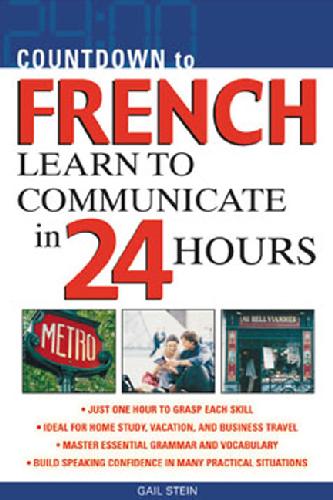 24:00
COUNTDOWN to
FRENCH
LEARN TO
COMMUNICATE
in 24 HOURS
METRO
• JUST ONE HOUR TO GRASP EACH SKILL
• IDEAL FOR HOME STUDY, VACATION, AND BUSINESS TRAVEL
• MASTER ESSENTIAL GRAMMAR AND VOCABULARY
• BUILD SPEAKING CONFIDENCE IN MANY PRACTICAL SITUATIONS
GAIL STEIN